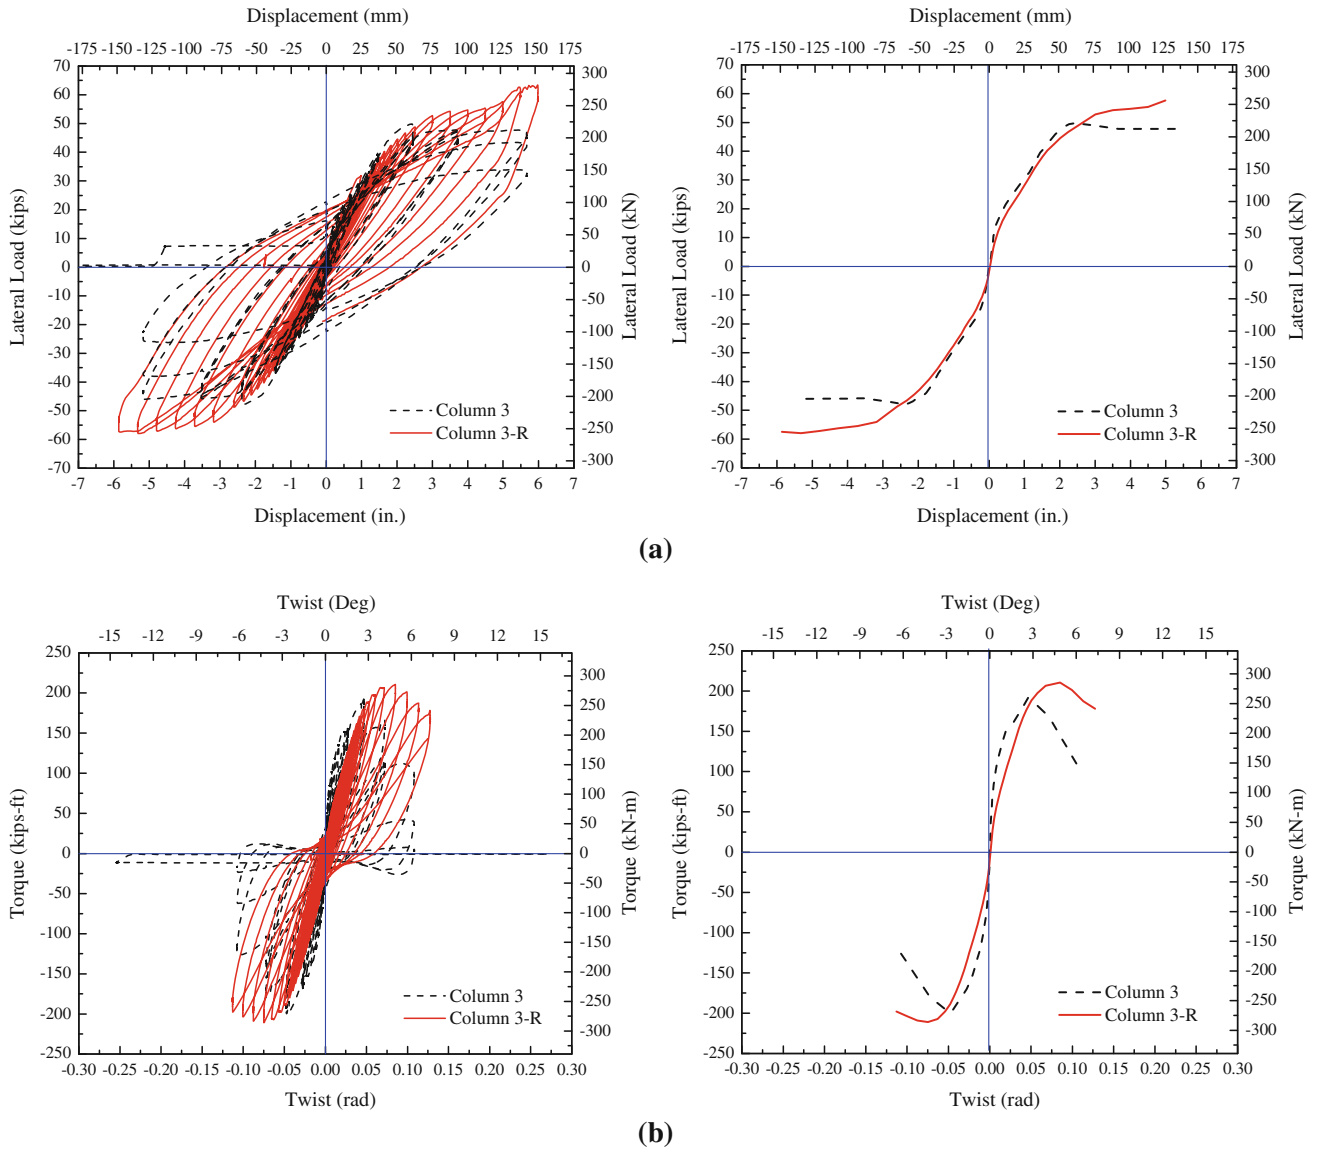 Displacement (mm)
-175 -150 -125 -100 -75 -50 -25 0 25 50 75 100 125 150 175
70 60 50 40 30 20 10 0 -10 -20 -30 -40 -50 -60 -70
Lateral Load (kips)
300 250 200 150 100 50 0 -50 -100 -150 -200 -250 -300
Lateral Load (kN)
Column 3
Column 3-R
-7 -6 -5 -4 -3 -2 -1 0 1 2 3 4 5 6 7
Displacement (in.)
Displacement (mm)
-175 -150 -125 -100 -75 -50 -25 0 25 50 75 100 125 150 175
70 60 50 40 30 20 10 0 -10 -20 -30 -40 -50 -60 -70
Lateral Load (kips)
300 250 200 150 100 50 0 -50 -100 -150 -200 -250 -300
Lateral Load (kN)
Column 3
Column 3-R
-7 -6 -5 -4 -3 -2 -1 0 1 2 3 4 5 6 7
Displacement (in.)
(a)
Twist (Deg)
-15 -12 -9 -6 -3 0 3 6 9 12 15
250 200 150 100 50 0 -50 -100 -150 -200 -250
Torque (kips-ft)
300 250 200 150 100 50 0 -50 -100 -150 -200 -250 -300
Torque (kN-m)
Column 3
Column 3-R
-0.30 -0.25 -0.20 -0.15 -0.10 -0.05 0.00 0.05 0.10 0.15 0.20 0.25 0.30
Twist (rad)
Twist (Deg)
-15 -12 -9 -6 -3 0 3 6 9 12 15
250 200 150 100 50 0 -50 -100 -150 -200 -250
Torque (kips-ft)
300 250 200 150 100 50 0 -50 -100 -150 -200 -250 -300
Torque (kN-m)
Column 3
Column 3-R
-0.30 -0.25 -0.20 -0.15 -0.10 -0.05 0.00 0.05 0.10 0.15 0.20 0.25 0.30
Twist (rad)
(b)